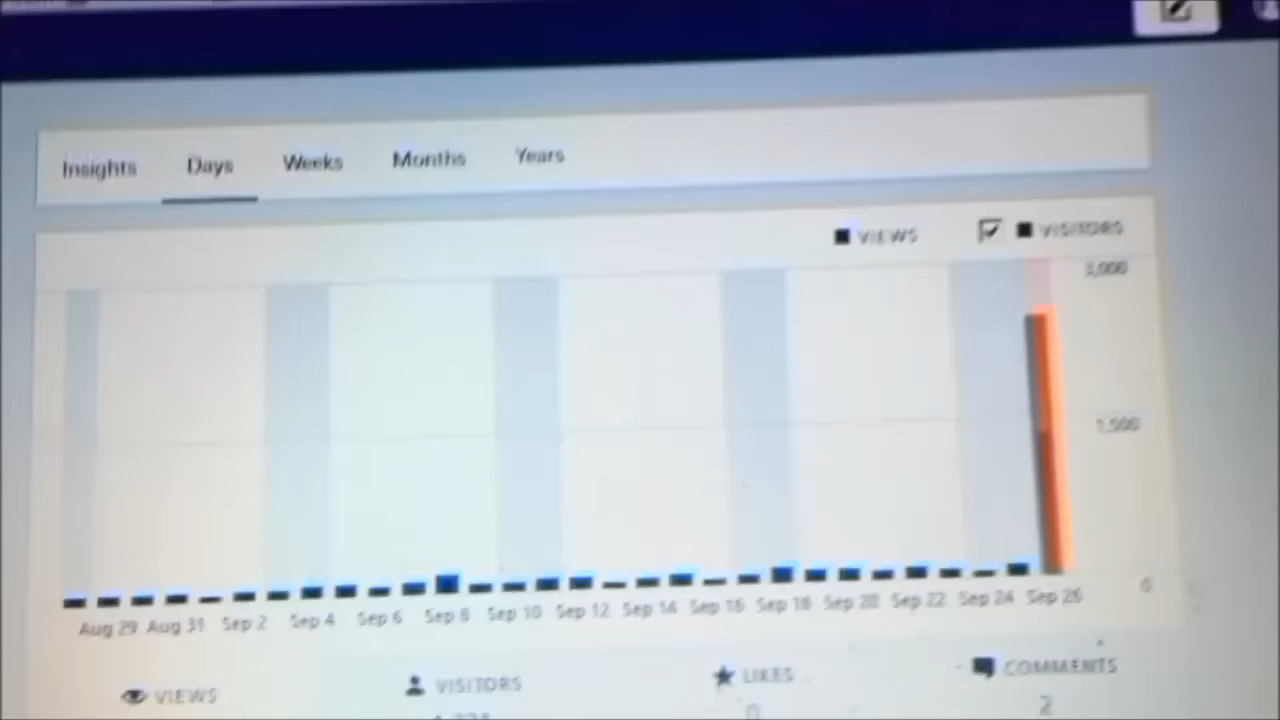 Insights Days Weeks Months Years
VIEWS VISITORS
3,000
1,500
0
Aug 29 Aug 31 Sep 2 Sep 4 Sep 6 Sep 8 Sep 10 Sep 12 Sep 14 Sep 16 Sep 18 Sep 20 Sep 22 Sep 24 Sep 26
VIEWS VISITORS LIKES COMMENTS
0 2